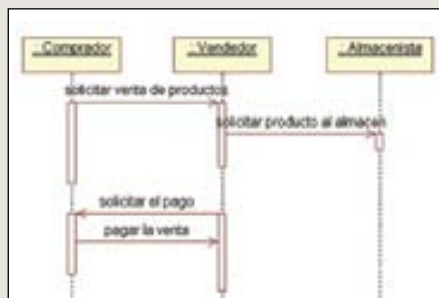 : Comprador
: Vendedor
: Almacenista
solicitar venta de productos
solicitar producto al almacen
solicitar el pago
pagar la venta